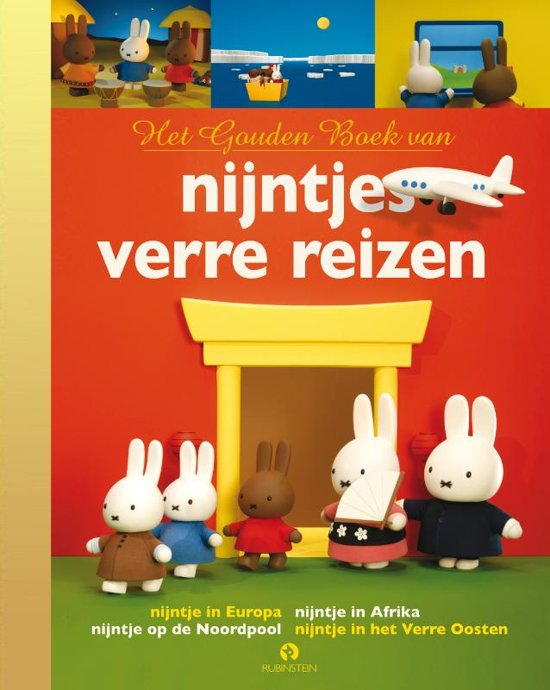 Het Gouden Boek van
nijntjes
verre reizen
nijntje in Europa nijntje in Afrika
nijntje op de Noordpool nijntje in het Verre Oosten
RUBINSTEIN